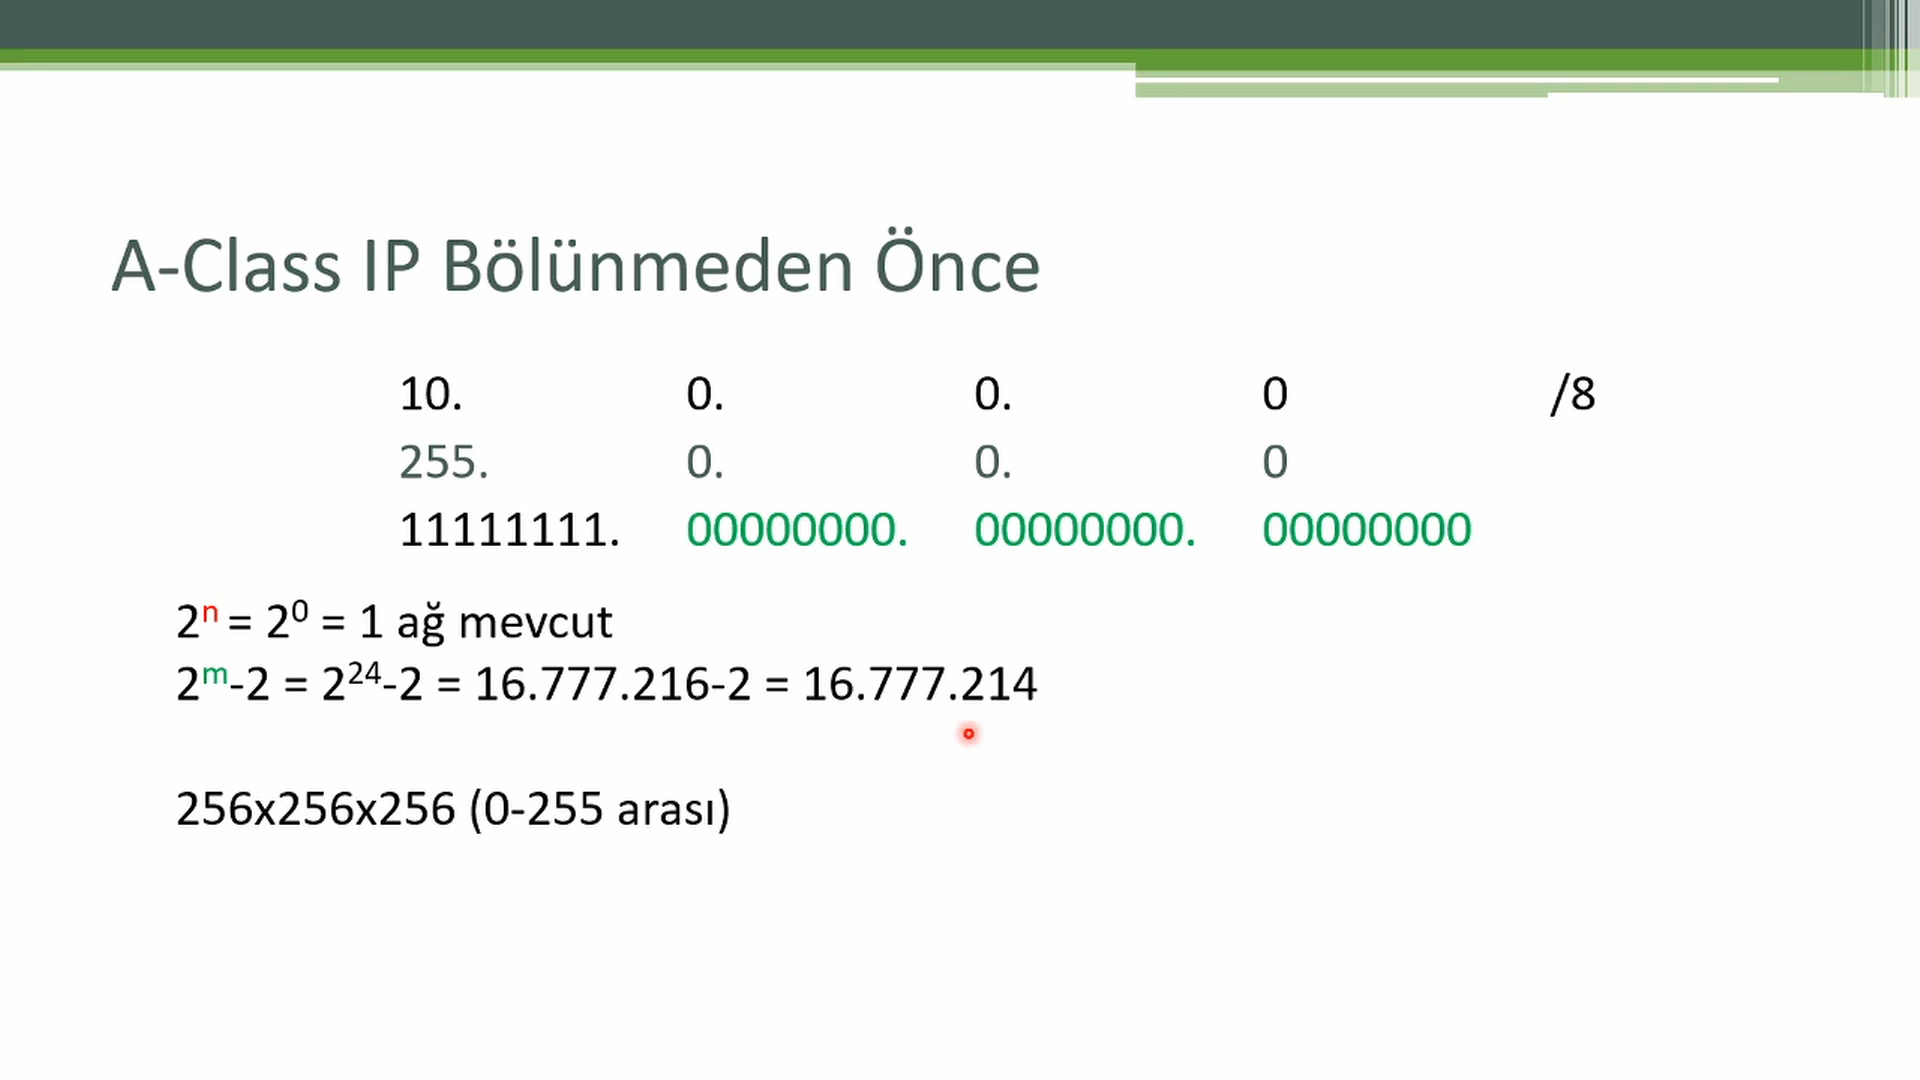 A-Class IP Bölünmeden Önce
10. 0. 0. 0 /8
255. 0. 0. 0
11111111. 00000000. 00000000. 00000000
2ⁿ = 2⁰ = 1 ağ mevcut
2ᵐ-2 = 2²⁴-2 = 16.777.216-2 = 16.777.214
256x256x256 (0-255 arası)